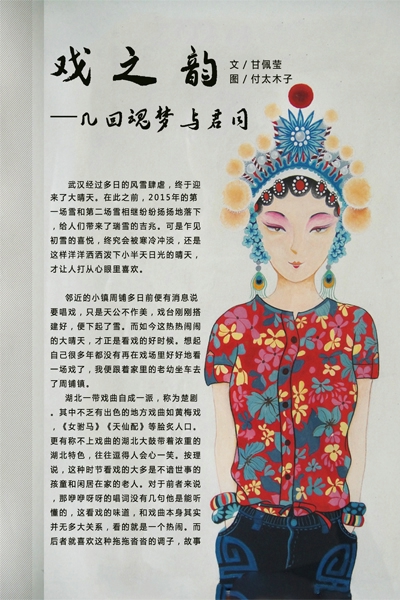 戏之韵
文/甘佩莹
图/付太木子
——几回魂梦与君同
武汉经过多日的风雪肆虐，终于迎
来了大晴天。在此之前，2015年的第
一场雪和第二场雪相继纷纷扬扬地落下
，给人们带来了瑞雪的吉兆。可是乍见
初雪的喜悦，终究会被寒冷冲淡，还是
这样洋洋洒洒泼下小半天日光的晴天，
才让人打从心眼里喜欢。
邻近的小镇周铺多日前便有消息说
要唱戏，只是天公不作美，戏台刚刚搭
建好，便下起了雪。而如今这热热闹闹
的大晴天，才正是看戏的好时候。想起
自己很多年都没有再在戏场里好好地看
一场戏了，我便跟着家里的老幼坐车去
了周铺镇。
湖北一带戏曲自成一派，称为楚剧
。其中不乏有出色的地方戏曲如黄梅戏
，《女驸马》《天仙配》等脍炙人口。
更有称不上戏曲的湖北大鼓带着浓重的
湖北特色，往往逗得人会心一笑。按理
说，这种时节看戏的大多是不谙世事的
孩童和闲居在家的老人。对于前者来说
，那咿咿呀呀的唱词没有几句他是能听
懂的，这看戏的味道，和戏曲本身其实
并无多大关系，看的就是一个热闹。而
后者就喜欢这种拖拖沓沓的调子，故事